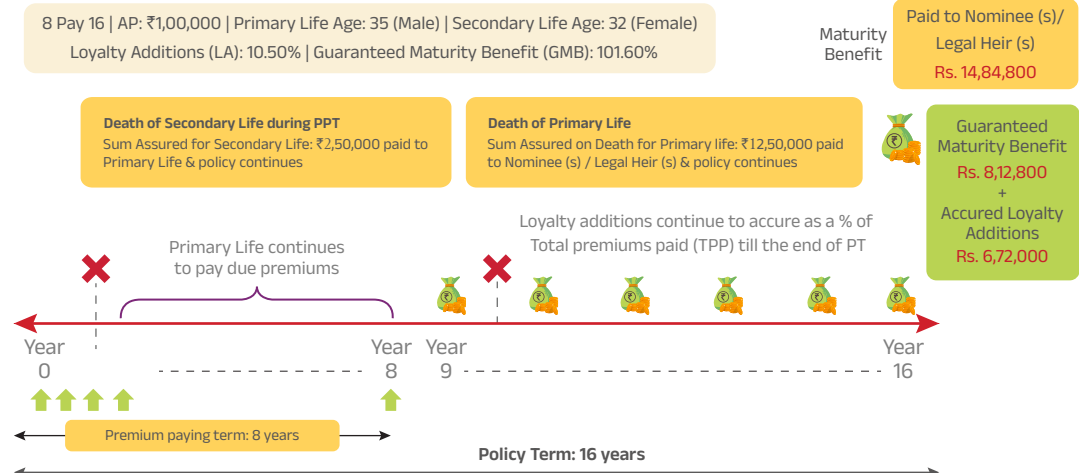 8 Pay 16 | AP: ₹1,00,000 | Primary Life Age: 35 (Male) | Secondary Life Age: 32 (Female)
Loyalty Additions (LA): 10.50% | Guaranteed Maturity Benefit (GMB): 101.60%
Maturity
Benefit
Paid to Nominee (s)/
Legal Heir (s)
Rs. 14,84,800
Death of Secondary Life during PPT
Sum Assured for Secondary Life: ₹2,50,000 paid to
Primary Life & policy continues
Death of Primary Life
Sum Assured on Death for Primary life: ₹12,50,000 paid
to Nominee (s) / Legal Heir (s) & policy continues
Guaranteed
Maturity Benefit
Rs. 8,12,800
+
Accured Loyalty
Additions
Rs. 6,72,000
Primary Life continues
to pay due premiums
Loyalty additions continue to accure as a % of
Total premiums paid (TPP) till the end of PT
Year
0
Year
8
Year
9
Year
16
Premium paying term: 8 years
Policy Term: 16 years